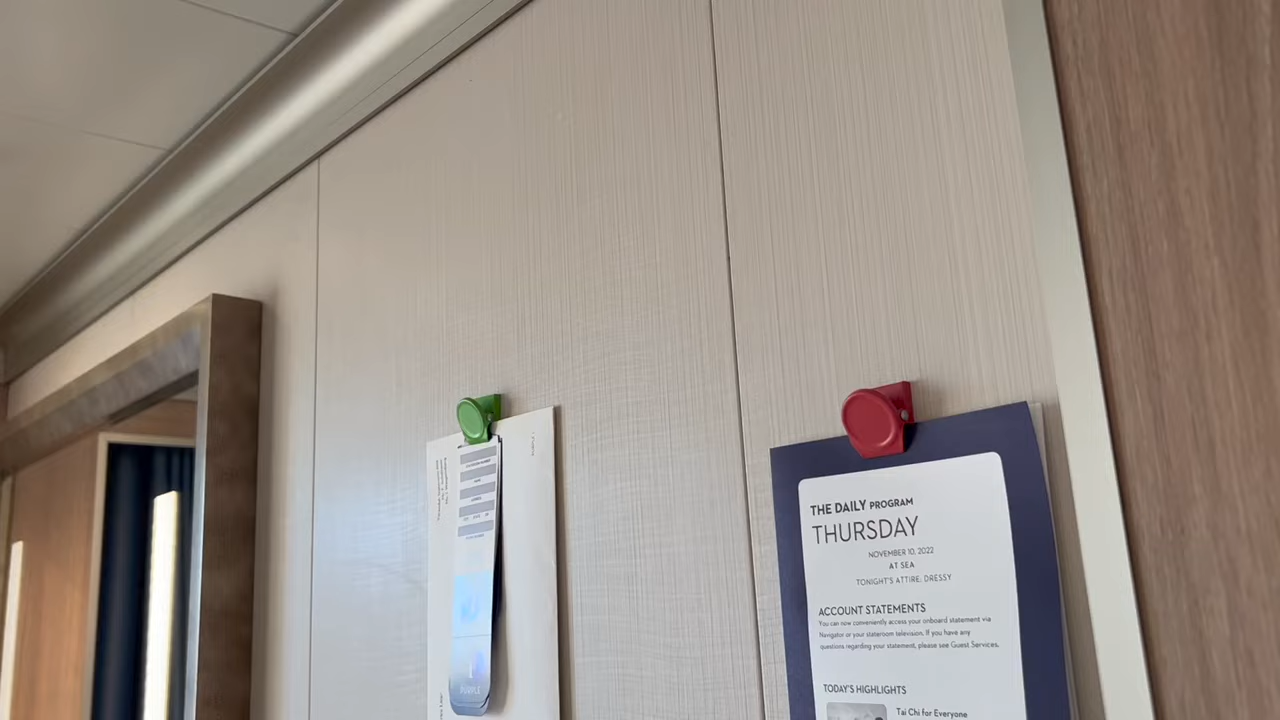 THE DAILY PROGRAM
THURSDAY
NOVEMBER 10, 2022
AT SEA
TONIGHT'S ATTIRE: DRESSY
ACCOUNT STATEMENTS
You can now conveniently access your onboard statement via
Navigator or your stateroom television. If you have any
questions regarding your statement, please see Guest Services.
TODAY'S HIGHLIGHTS
Tai Chi for Everyone
PURPLE